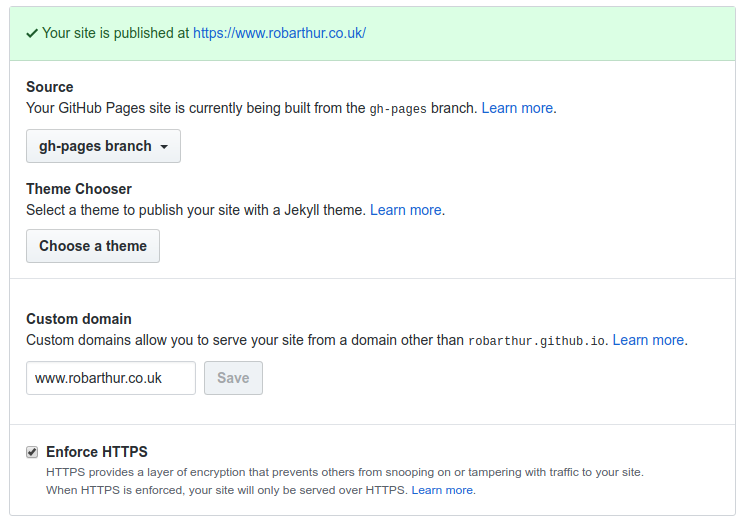 Your site is published at https://www.robarthur.co.uk/
Source
Your GitHub Pages site is currently being built from the gh-pages branch. Learn more.
gh-pages branch
Theme Chooser
Select a theme to publish your site with a Jekyll theme. Learn more.
Choose a theme
Custom domain
Custom domains allow you to serve your site from a domain other than robarthur.github.io. Learn more.
www.robarthur.co.uk Save
Enforce HTTPS
HTTPS provides a layer of encryption that prevents others from snooping on or tampering with traffic to your site.
When HTTPS is enforced, your site will only be served over HTTPS. Learn more.